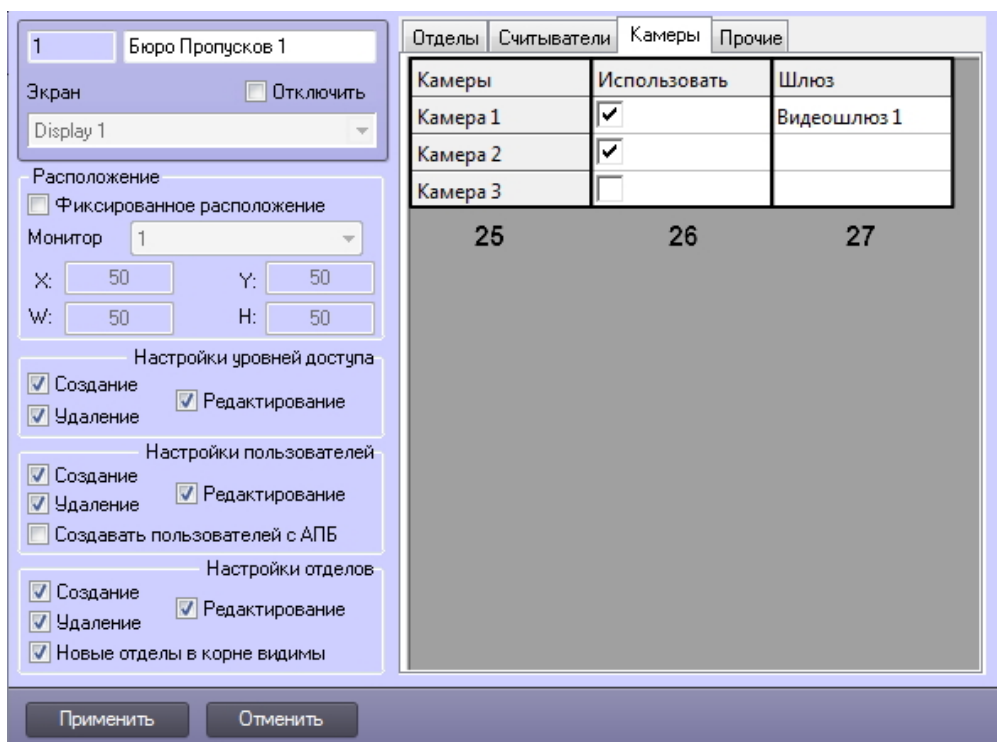 1 Бюро Пропусков 1
Экран Отключить
Display 1
Расположение
Фиксированное расположение
Монитор 1
X: 50 Y: 50
W: 50 H: 50
Настройки уровней доступа
Создание
Редактирование
Удаление
Настройки пользователей
Создание
Редактирование
Удаление
Создавать пользователей с АПБ
Настройки отделов
Создание
Редактирование
Удаление
Новые отделы в корне видимы
Отделы Считыватели Камеры Прочие
Камеры Использовать Шлюз
Камера 1 Видеошлюз 1
Камера 2
Камера 3
25 26 27
Применить Отменить